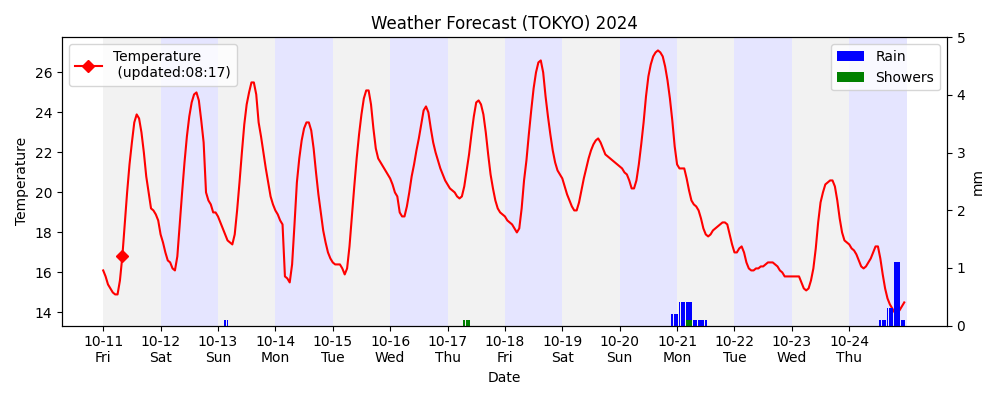 Weather Forecast (TOKYO) 2024
Temperature
(updated:08:17)
Rain
Showers
Temperature
26
24
22
20
18
16
14
5
4
3
2
1
0
mm
10-11 10-12 10-13 10-14 10-15 10-16 10-17 10-18 10-19 10-20 10-21 10-22 10-23 10-24
Fri Sat Sun Mon Tue Wed Thu Fri Sat Sun Mon Tue Wed Thu
Date